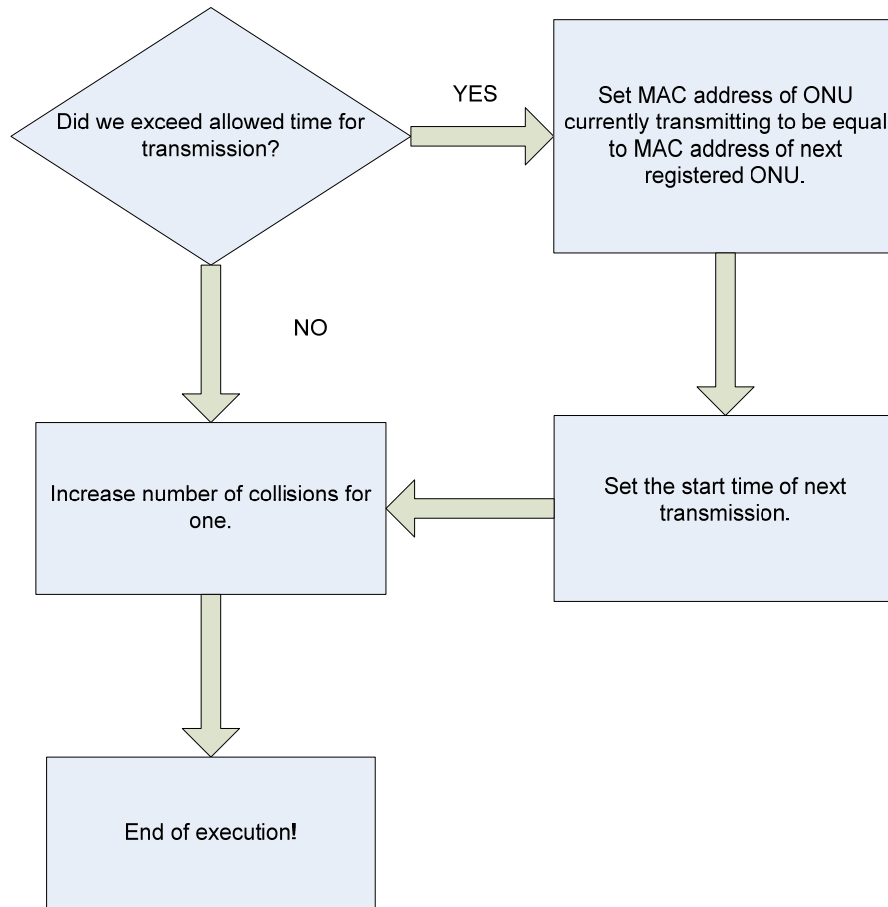 Did we exceed allowed time for
transmission?
YES
Set MAC address of ONU
currently transmitting to be equal
to MAC address of next
registered ONU.
NO
Increase number of collisions for
one.
Set the start time of next
transmission.
End of execution!